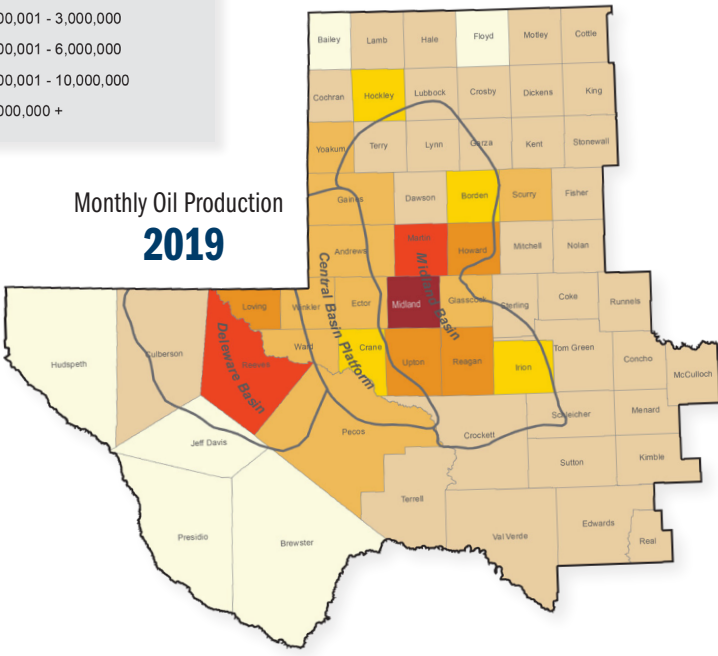 00,001 - 3,000,000
00,001 - 6,000,000
00,001 - 10,000,000
000,000 +
Monthly Oil Production
2019
Bailey
Lamb
Hale
Floyd
Motley
Cottle
Cochran
Hockley
Lubbock
Crosby
Dickens
King
Yoakum
Terry
Lynn
Garza
Kent
Stonewall
Gaines
Dawson
Borden
Scurry
Fisher
Andrews
Martin
Howard
Mitchell
Nolan
Central Basin Platform
Midland Basin
Loving
Winkler
Ector
Midland
Glasscock
Sterling
Coke
Runnels
Deleware Basin
Hudspeth
Culberson
Reeves
Ward
Crane
Upton
Reagan
Irion
Tom Green
Concho
McCulloch
Jeff Davis
Pecos
Crockett
Schleicher
Menard
Sutton
Kimble
Presidio
Brewster
Terrell
Val Verde
Edwards
Real